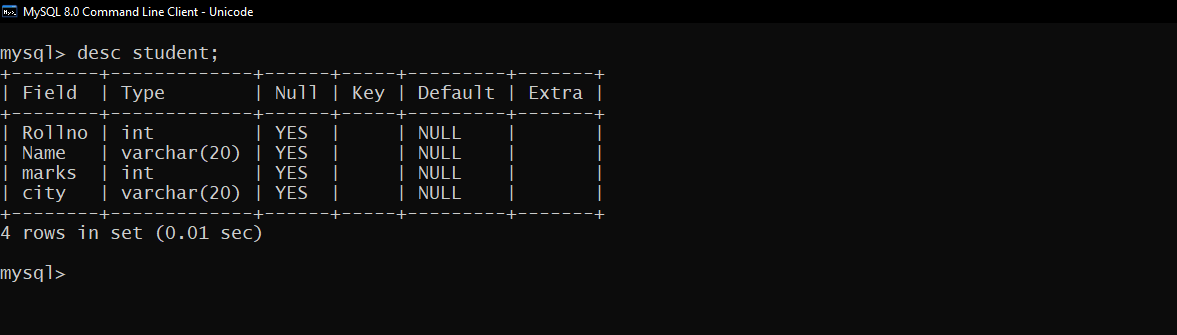 MySQL 8.0 Command Line Client - Unicode
mysql> desc student;
+--------+-------------+------+-----+---------+-------+
| Field  | Type        | Null | Key | Default | Extra |
+--------+-------------+------+-----+---------+-------+
| Rollno | int         | YES  |     | NULL    |       |
| Name   | varchar(20) | YES  |     | NULL    |       |
| marks  | int         | YES  |     | NULL    |       |
| city   | varchar(20) | YES  |     | NULL    |       |
+--------+-------------+------+-----+---------+-------+
4 rows in set (0.01 sec)
mysql>